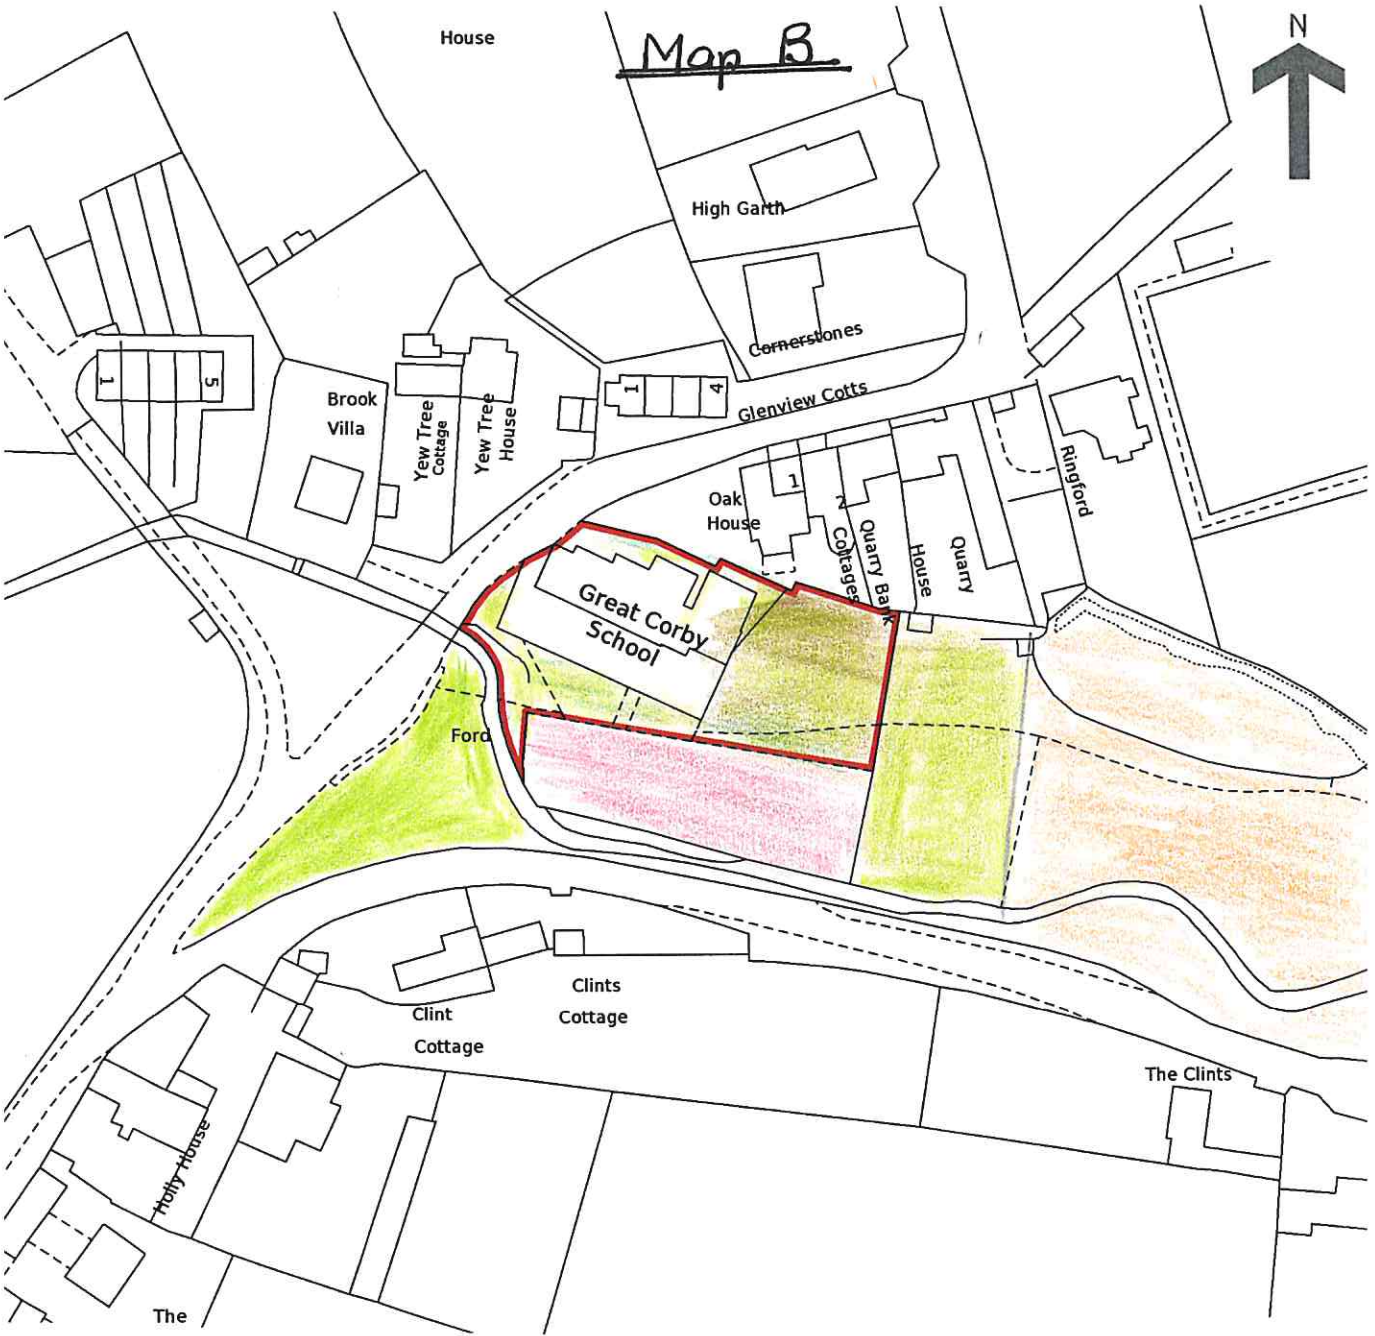 House
Map B.
N
High Garth
Cornerstones
Glenview Cotts
1
5
Brook
Villa
Yew Tree
Cottage
Yew Tree
House
1
4
Oak
House
1
2
Quarry Bank
Cottages
Quarry
House
Ringford
Great Corby
School
Ford
Clint
Cottage
Clints
Cottage
The Clints
Holly House
The